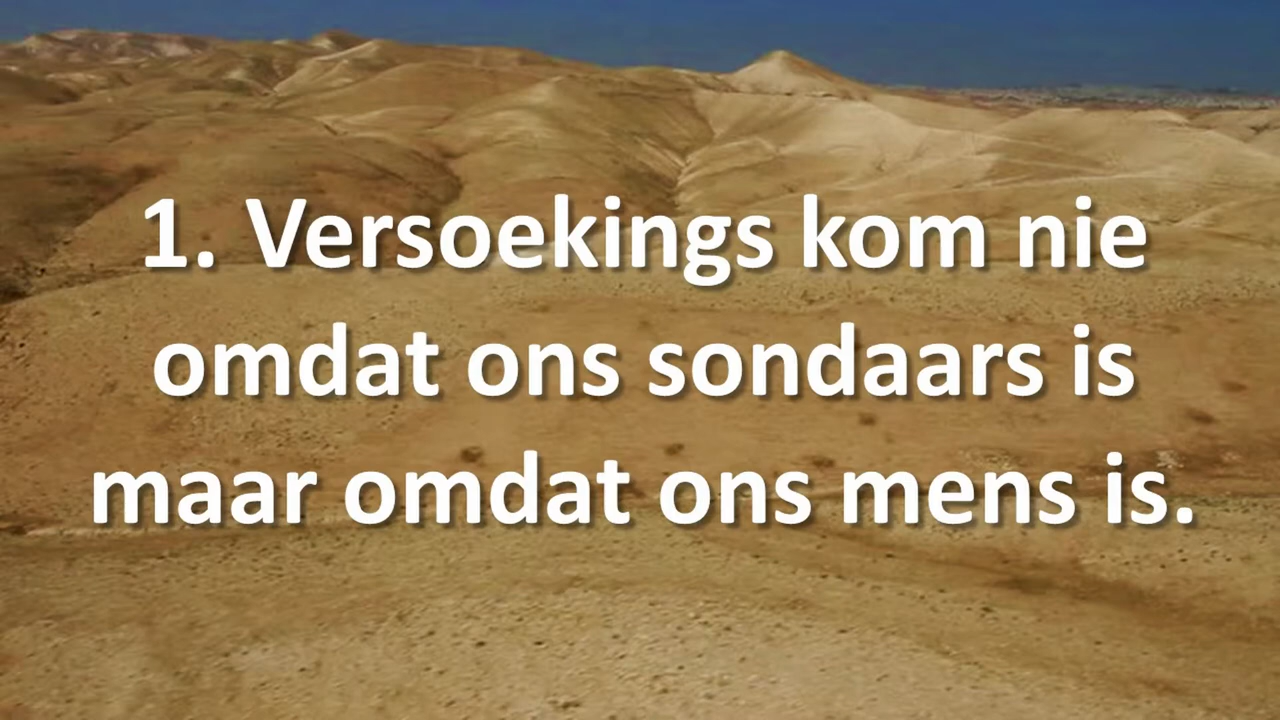 1. Versoekings kom nie
omdat ons sondaars is
maar omdat ons mens is.